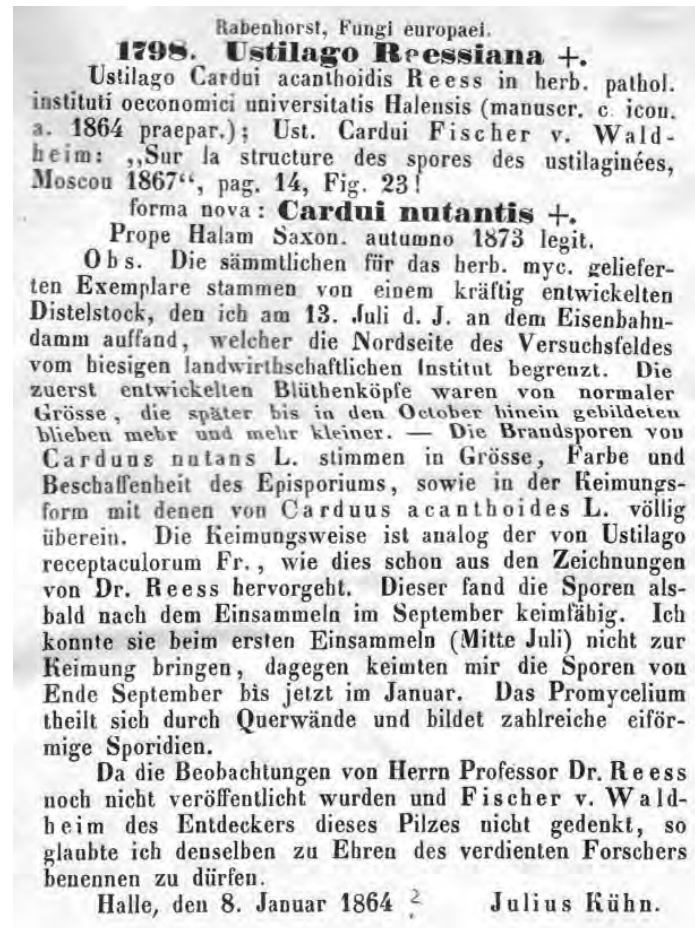 Rabenhorst, Fungi europaei.
1798. Ustilago Reessiana +.
Ustilago Cardui acanthoidis Reess in herb. pathol.
instituti oeconomici universitatis Halensis (manuscr. c. icon.
a. 1864 praepar.); Ust. Cardui Fischer v. Wald-
heim: „Sur la structure des spores des ustilaginées,
Moscou 1867“, pag. 14, Fig. 23!
forma nova: Cardui nutantis +.
Prope Halam Saxon. autumno 1873 legit.
Obs. Die sämmtlichen für das herb. myc. geliefer-
ten Exemplare stammen von einem kräftig entwickelten
Distelstock, den ich am 13. Juli d. J. an dem Eisenbahn-
damm auffand, welcher die Nordseite des Versuchsfeldes
vom hiesigen landwirthschaftlichen Institut begrenzt. Die
zuerst entwickelten Blüthenköpfe waren von normaler
Grösse, die später bis in den October hinein gebildeten
blieben mehr und mehr kleiner. — Die Brandsporen von
Carduus nutans L. stimmen in Grösse, Farbe und
Beschaffenheit des Episporiums, sowie in der Keimungs-
form mit denen von Carduus acanthoides L. völlig
überein. Die Keimungsweise ist analog der von Ustilago
receptaculorum Fr., wie dies schon aus den Zeichnungen
von Dr. Reess hervorgeht. Dieser fand die Sporen als-
bald nach dem Einsammeln im September keimfähig. Ich
konnte sie beim ersten Einsammeln (Mitte Juli) nicht zur
Keimung bringen, dagegen keimten mir die Sporen von
Ende September bis jetzt im Januar. Das Promycelium
theilt sich durch Querwände und bildet zahlreiche eiför-
mige Sporidien.
Da die Beobachtungen von Herrn Professor Dr. Reess
noch nicht veröffentlicht wurden und Fischer v. Wald-
heim des Entdeckers dieses Pilzes nicht gedenkt, so
glaubte ich denselben zu Ehren des verdienten Forschers
benennen zu dürfen.
Halle, den 8. Januar 1864 ? Julius Kühn.